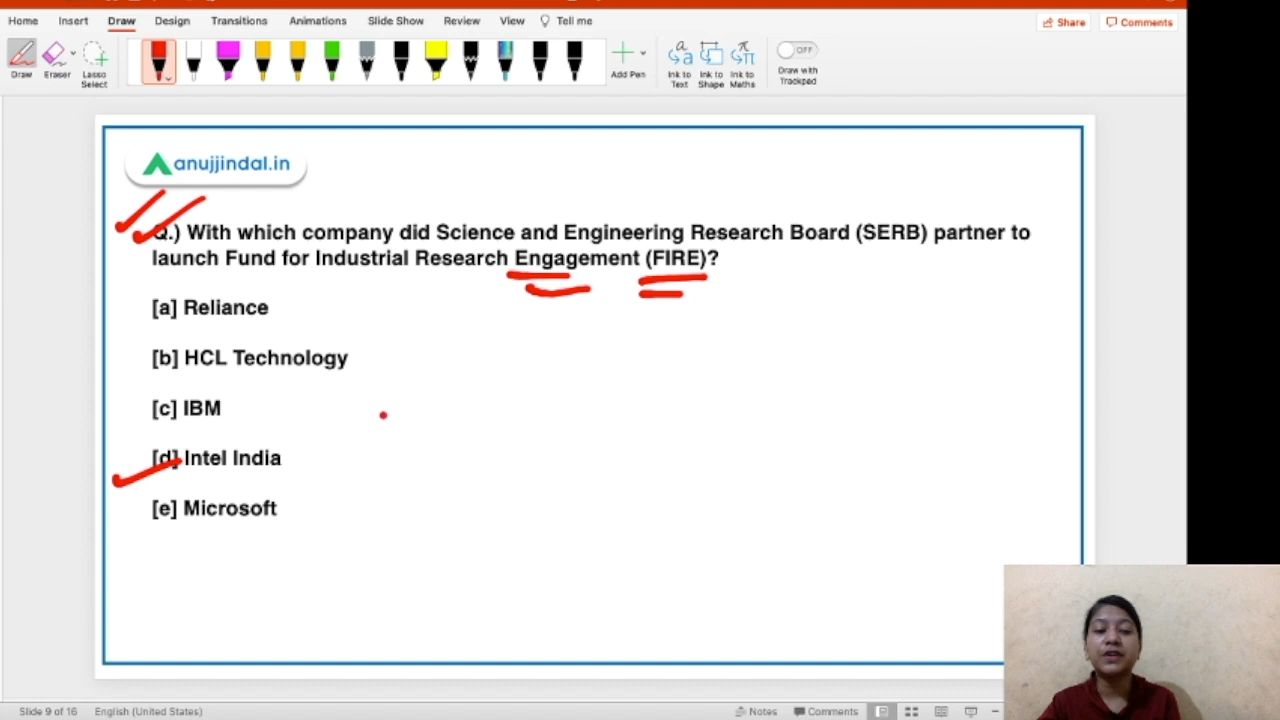 Home Insert Draw Design Transitions Animations Slide Show Review View Tell me Share Comments
Draw Eraser Lasso Select Add Pen Ink to Text Ink to Shape Ink to Maths OFF Draw with Trackpad
anujjindal.in
Q.) With which company did Science and Engineering Research Board (SERB) partner to
launch Fund for Industrial Research Engagement (FIRE)?
[a] Reliance
[b] HCL Technology
[c] IBM
[d] Intel India
[e] Microsoft
Slide 9 of 16 English (United States) Notes Comments